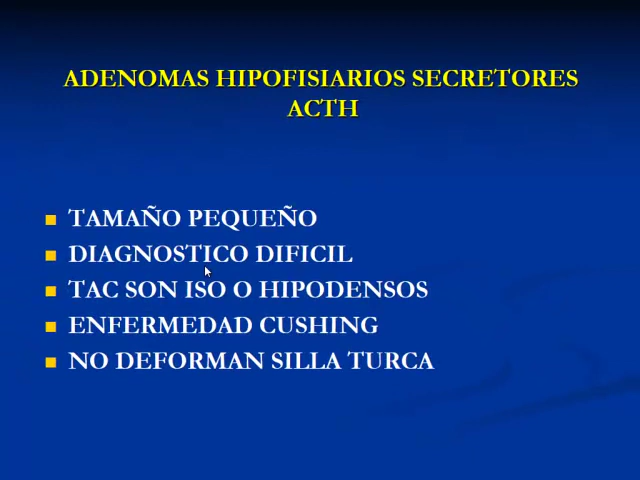 ADENOMAS HIPOFISIARIOS SECRETORES
ACTH
TAMAÑO PEQUEÑO
DIAGNOSTICO DIFICIL
TAC SON ISO O HIPODENSOS
ENFERMEDAD CUSHING
NO DEFORMAN SILLA TURCA